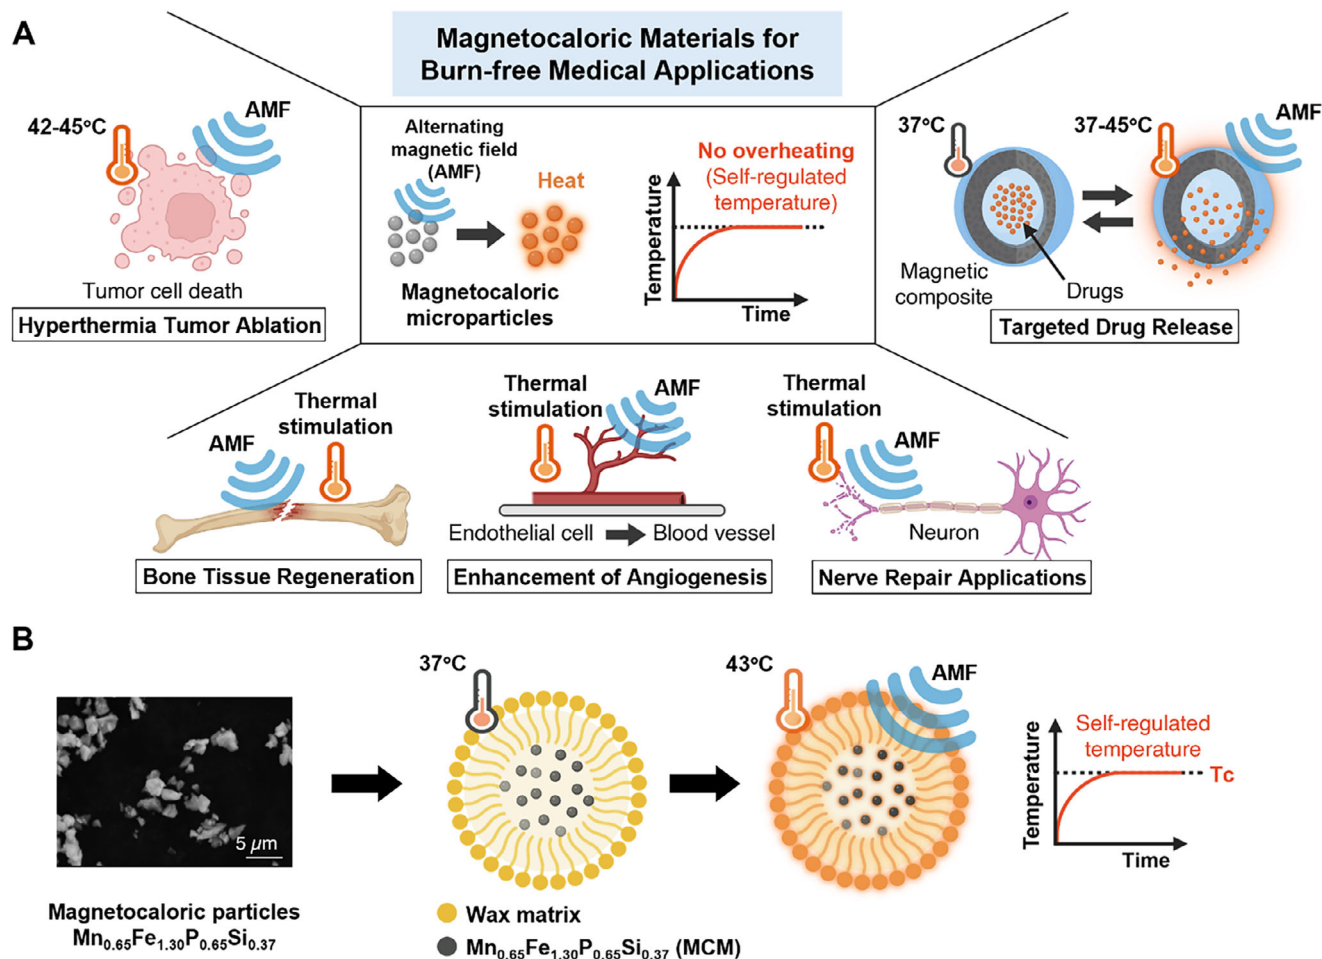 A
Magnetocaloric Materials for
Burn-free Medical Applications
42-45°C
AMF
Tumor cell death
Hyperthermia Tumor Ablation
Alternating
magnetic field
(AMF)
Heat
Magnetocaloric
microparticles
No overheating
(Self-regulated
temperature)
Temperature
Time
37°C
37-45°C
AMF
Magnetic
composite
Drugs
Targeted Drug Release
AMF
Thermal
stimulation
Bone Tissue Regeneration
Thermal
stimulation
AMF
Endothelial cell
Blood vessel
Enhancement of Angiogenesis
Thermal
stimulation
AMF
Neuron
Nerve Repair Applications
B
5 µm
Magnetocaloric particles
Mn0.65Fe1.30P0.65Si0.37
37°C
43°C
AMF
Wax matrix
Mn0.65Fe1.30P0.65Si0.37 (MCM)
Self-regulated
temperature
Tc
Temperature
Time